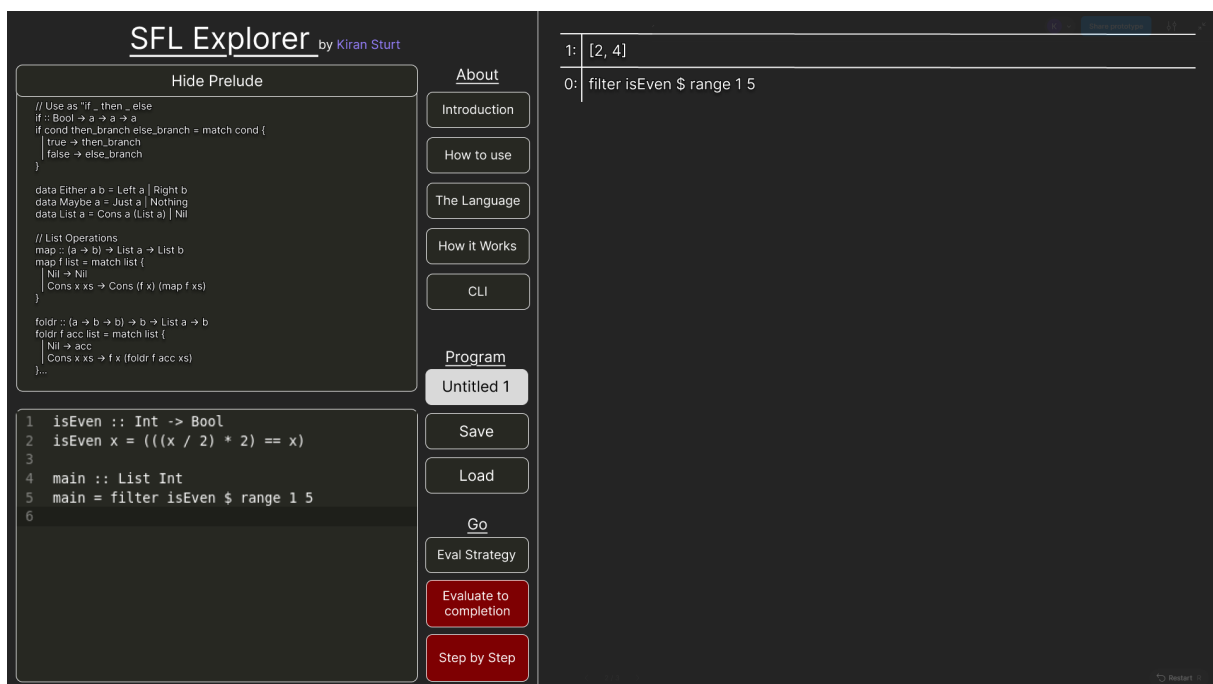 SFL Explorer by Kiran Sturt
Hide Prelude
// Use as "if _ then _ else
if :: Bool → a → a → a
if cond then_branch else_branch = match cond {
| true → then_branch
| false → else_branch
}
data Either a b = Left a | Right b
data Maybe a = Just a | Nothing
data List a = Cons a (List a) | Nil
// List Operations
map :: (a → b) → List a → List b
map f list = match list {
| Nil → Nil
| Cons x xs → Cons (f x) (map f xs)
}
foldr :: (a → b → b) → b → List a → b
foldr f acc list = match list {
| Nil → acc
| Cons x xs → f x (foldr f acc xs)
}...
1 isEven :: Int -> Bool
2 isEven x = (((x / 2) * 2) == x)
3
4 main :: List Int
5 main = filter isEven $ range 1 5
6
About
Introduction
How to use
The Language
How it Works
CLI
Program
Untitled 1
Save
Load
Go
Eval Strategy
Evaluate to
completion
Step by Step
1: [2, 4]
0: filter isEven $ range 1 5
Share prototype
Restart